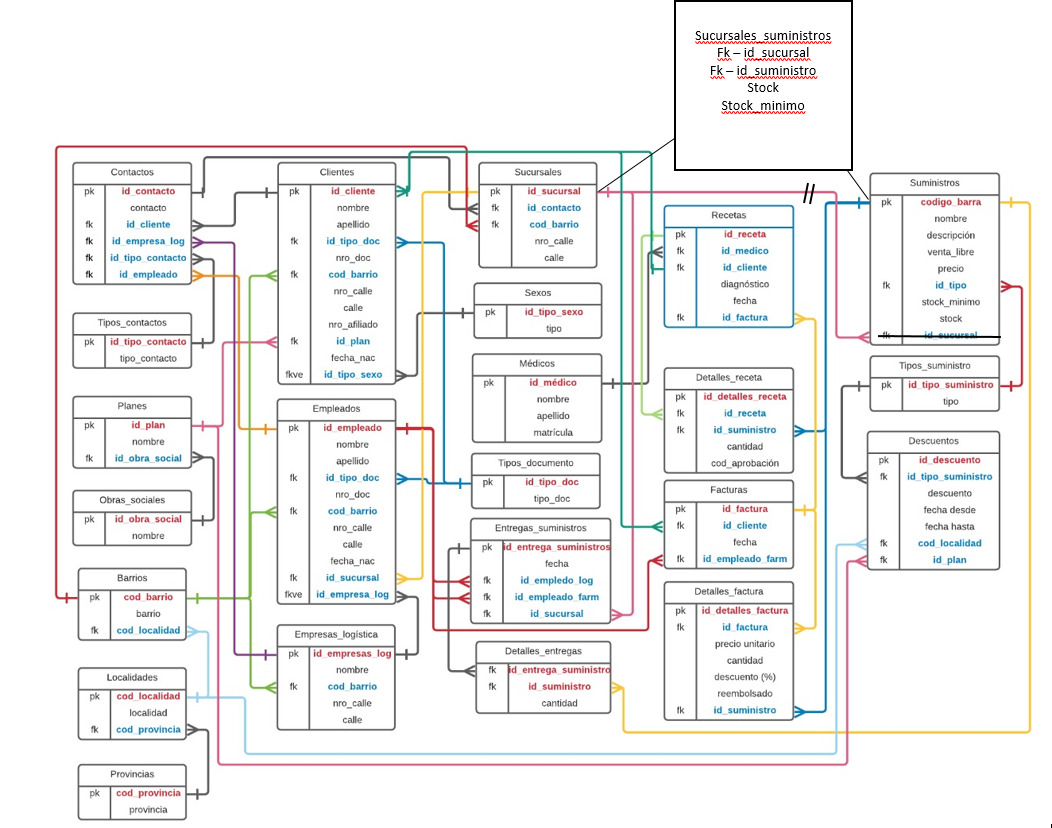 Sucursales_suministros
Fk – id_sucursal
Fk – id_suministro
Stock
Stock_minimo
Contactos
pk id_contacto
contacto
fk id_cliente
fk id_empresa_log
fk id_tipo_contacto
fk id_empleado
Tipos_contactos
pk id_tipo_contacto
tipo_contacto
Planes
pk id_plan
nombre
fk id_obra_social
Obras_sociales
pk id_obra_social
nombre
Barrios
pk cod_barrio
barrio
fk cod_localidad
Localidades
pk cod_localidad
localidad
fk cod_provincia
Provincias
pk cod_provincia
provincia
Clientes
pk id_cliente
nombre
apellido
fk id_tipo_doc
nro_doc
fk cod_barrio
nro_calle
calle
nro_afiliado
fk id_plan
fecha_nac
fkve id_tipo_sexo
Empleados
pk id_empleado
nombre
apellido
fk id_tipo_doc
nro_doc
fk cod_barrio
nro_calle
calle
fecha_nac
fk id_sucursal
fkve id_empresa_log
Empresas_logística
pk id_empresas_log
nombre
fk cod_barrio
nro_calle
calle
Sucursales
pk id_sucursal
fk id_contacto
fk cod_barrio
nro_calle
calle
Sexos
pk id_tipo_sexo
tipo
Médicos
pk id_médico
nombre
apellido
matrícula
Tipos_documento
pk id_tipo_doc
tipo_doc
Entregas_suministros
pk id_entrega_suministros
fecha
fk id_empledo_log
fk id_empleado_farm
fk id_sucursal
Detalles_entregas
fk id_entrega_suministro
fk id_suministro
cantidad
Recetas
pk id_receta
fk id_medico
fk id_cliente
diagnóstico
fecha
fk id_factura
Detalles_receta
pk id_detalles_receta
fk id_receta
fk id_suministro
cantidad
cod_aprobación
Facturas
pk id_factura
fk id_cliente
fecha
fk id_empleado_farm
Detalles_factura
pk id_detalles_factura
fk id_factura
precio unitario
cantidad
descuento (%)
reembolsado
fk id_suministro
//
Suministros
pk codigo_barra
nombre
descripción
venta_libre
precio
fk id_tipo
stock_minimo
stock
fk id_sucursal
Tipos_suministro
pk id_tipo_suministro
tipo
Descuentos
pk id_descuento
fk id_tipo_suministro
descuento
fecha desde
fecha hasta
fk cod_localidad
fk id_plan